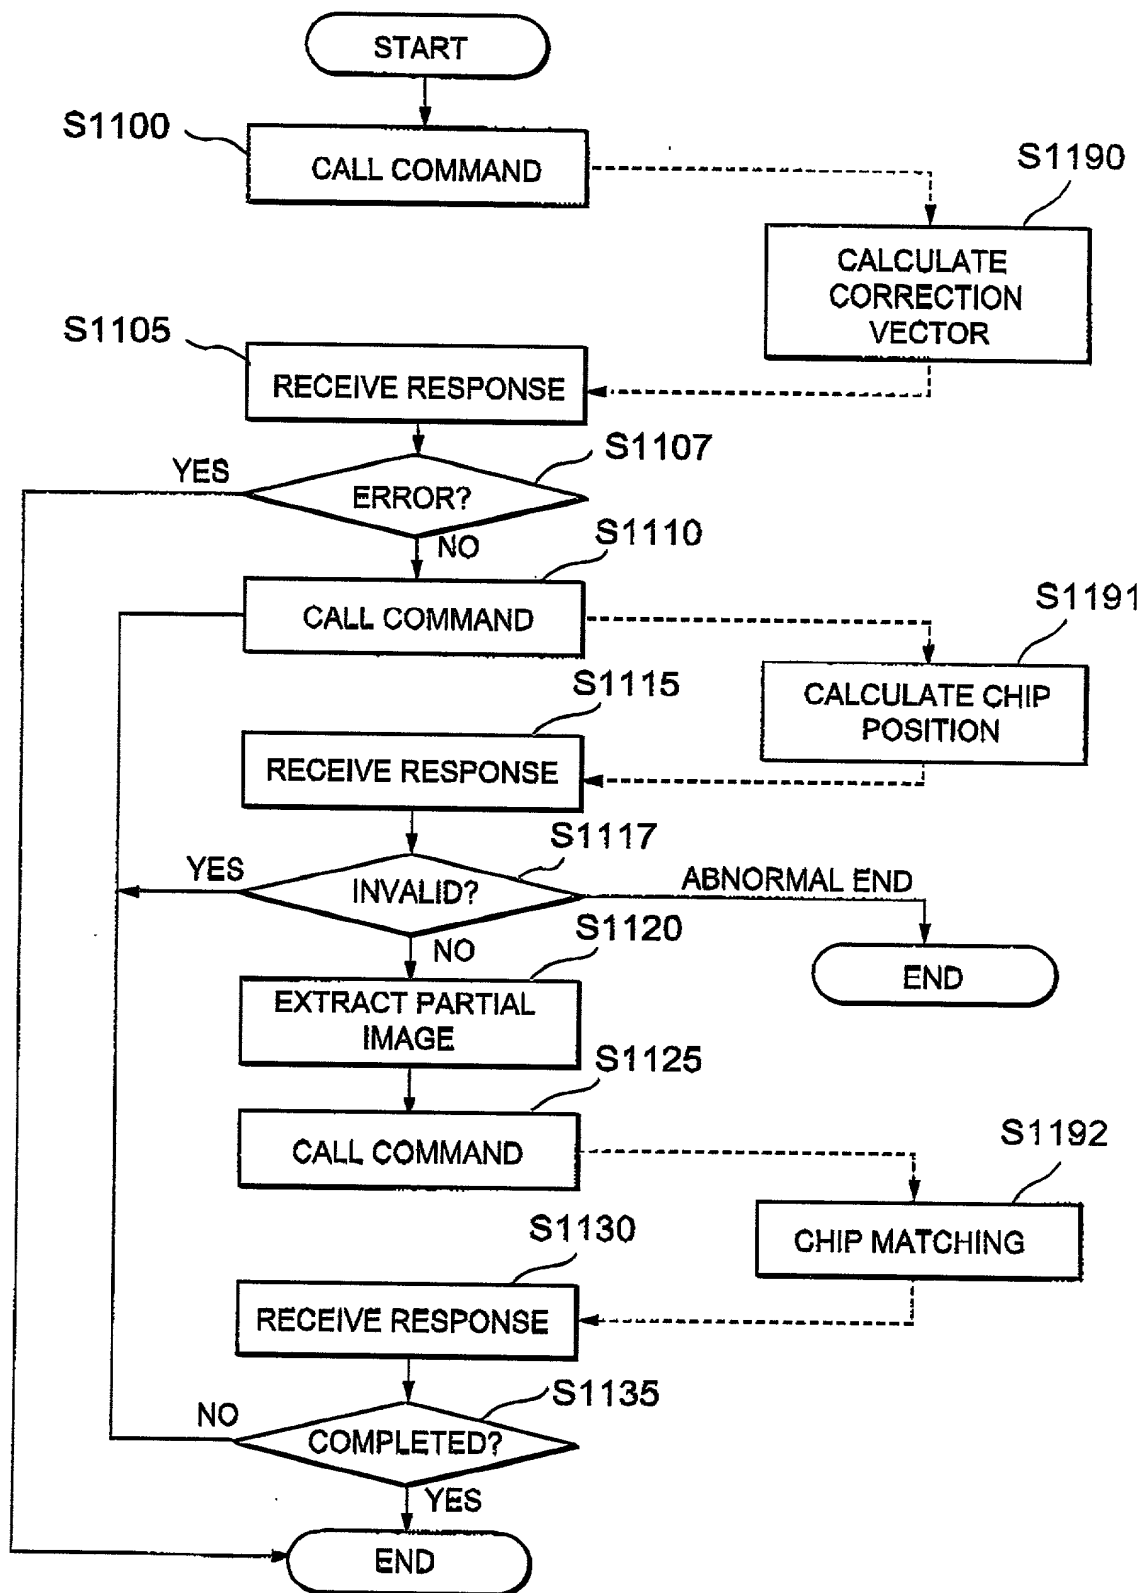 START
S1100
CALL COMMAND
S1190
CALCULATE
CORRECTION
VECTOR
S1105
RECEIVE RESPONSE
S1107
YES
ERROR?
NO
S1110
CALL COMMAND
S1191
CALCULATE CHIP
POSITION
S1115
RECEIVE RESPONSE
S1117
YES
INVALID?
ABNORMAL END
NO
S1120
END
EXTRACT PARTIAL
IMAGE
S1125
CALL COMMAND
S1192
CHIP MATCHING
S1130
RECEIVE RESPONSE
S1135
NO
COMPLETED?
YES
END